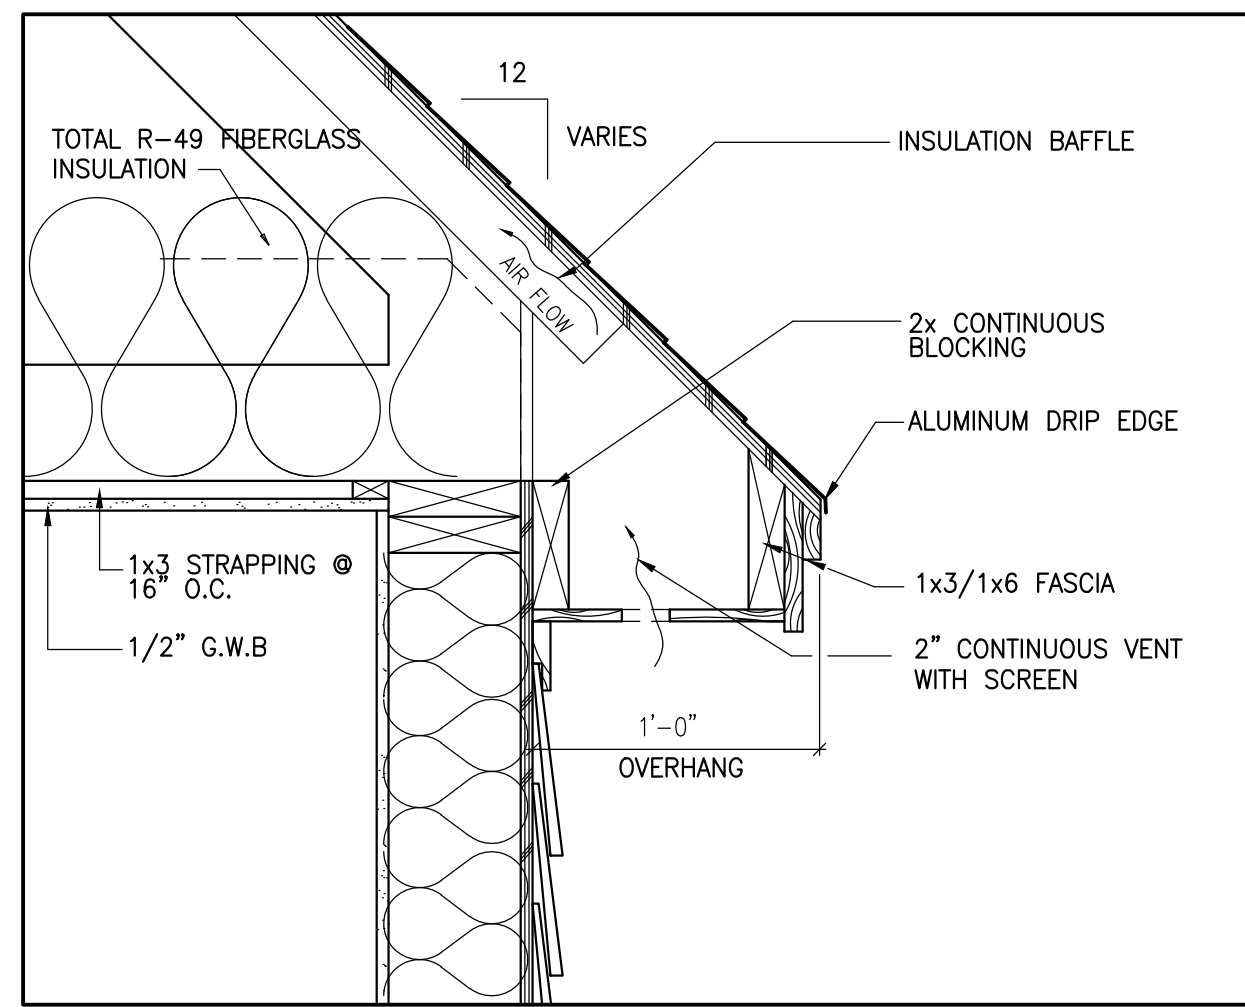 12
VARIES
TOTAL R-49 FIBERGLASS
INSULATION
INSULATION BAFFLE
AIR FLOW
2x CONTINUOUS
BLOCKING
ALUMINUM DRIP EDGE
1x3 STRAPPING @
16" O.C.
1x3/1x6 FASCIA
1/2" G.W.B
2" CONTINUOUS VENT
WITH SCREEN
1'-0"
OVERHANG